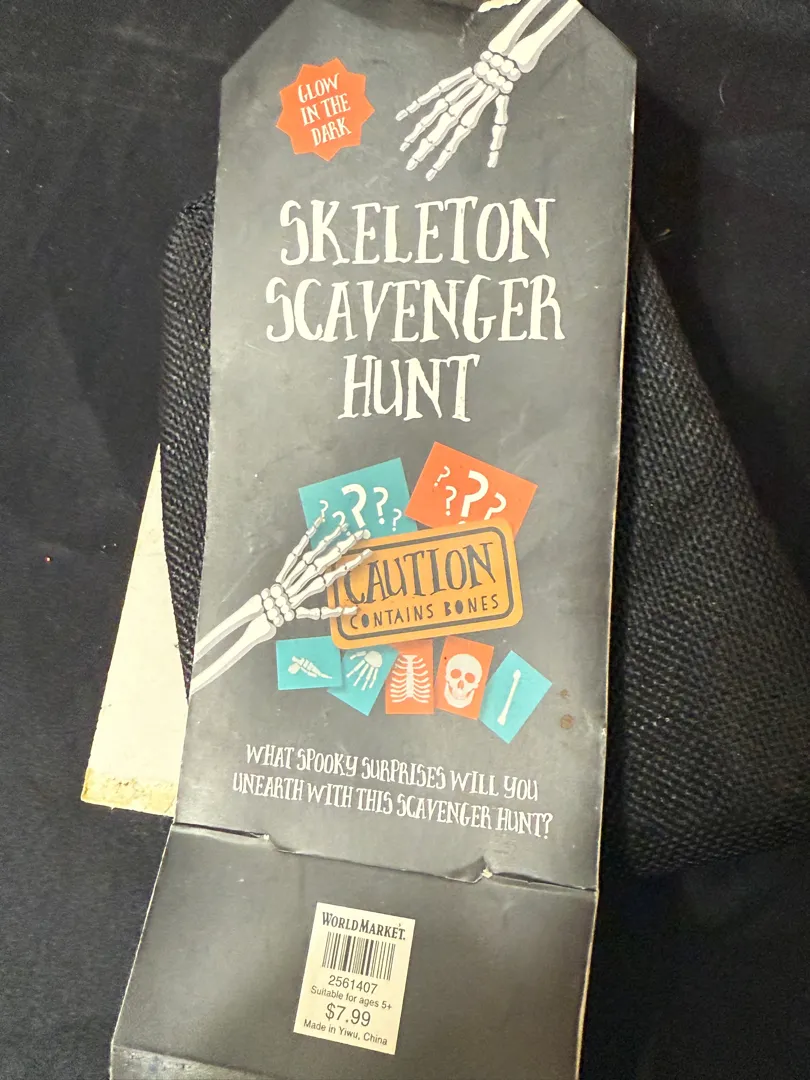 GLOW
IN THE
DARK
SKELETON
SCAVENGER
HUNT
? ? ? ? ?
? ? ? ?
CAUTION
CONTAINS BONES
WHAT SPOOKY SURPRISES WILL YOU
UNEARTH WITH THIS SCAVENGER HUNT?
WORLD MARKET.
2561407
Suitable for ages 5+
$7.99
Made in Yiwu, China